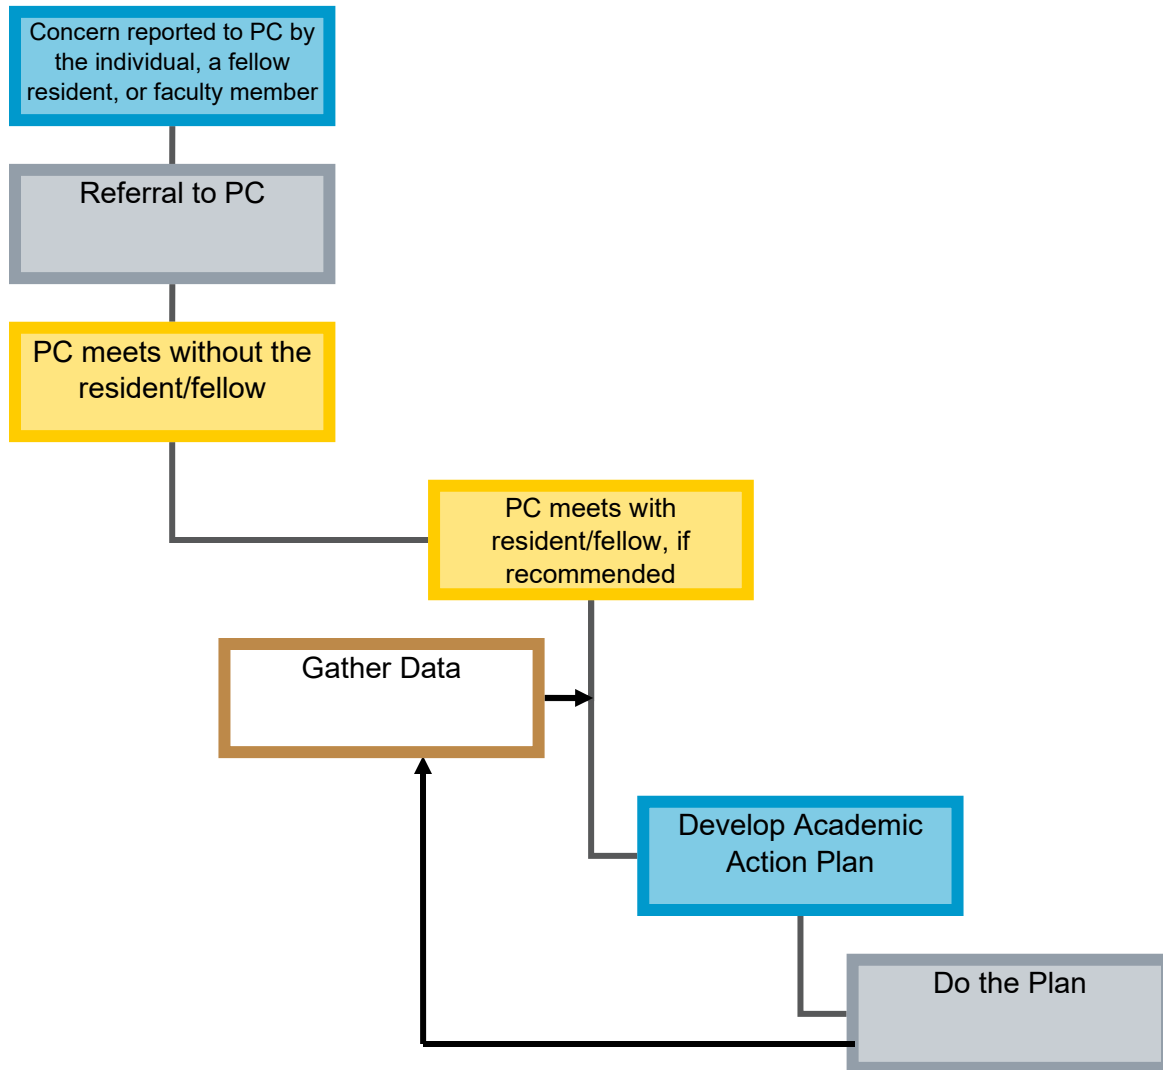 Concern reported to PC by
the individual, a fellow
resident, or faculty member
Referral to PC
PC meets without the
resident/fellow
PC meets with
resident/fellow, if
recommended
Gather Data
Develop Academic
Action Plan
Do the Plan